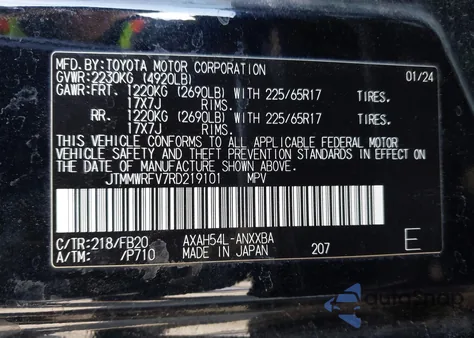 MFD.BY:TOYOTA MOTOR CORPORATION 01/24
GVWR:2230KG (4920LB)
GAWR:FRT. 1220KG (2690LB) WITH 225/65R17 TIRES.
17X7J RIMS.
RR. 1220KG (2690LB) WITH 225/65R17 TIRES.
17X7J RIMS.
THIS VEHICLE CONFORMS TO ALL APPLICABLE FEDERAL MOTOR
VEHICLE SAFETY AND THEFT PREVENTION STANDARDS IN EFFECT ON
THE DATE OF MANUFACTURE SHOWN ABOVE.
JTMMWRFV7RD219101 MPV
C/TR:218/FB20 AXAH54L-ANXXBA
A/TM: /P710 MADE IN JAPAN 207 E
autoSnap